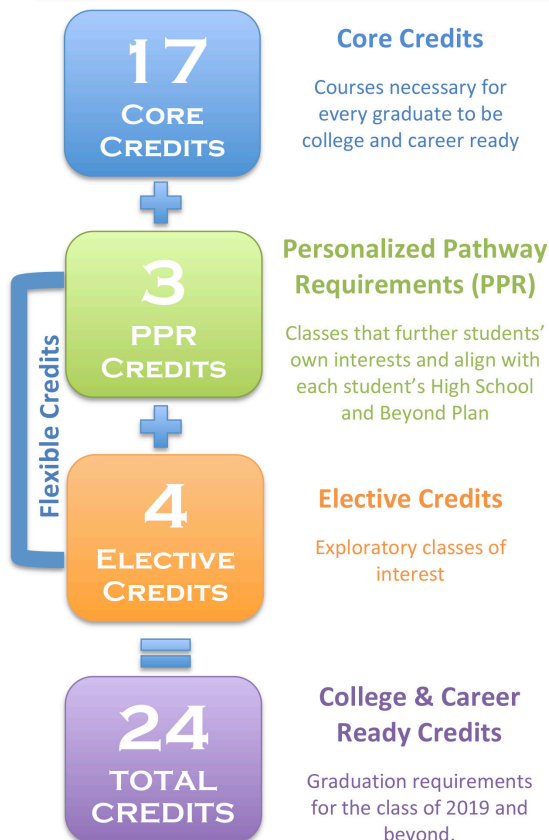 17
CORE
CREDITS
Core Credits
Courses necessary for
every graduate to be
college and career ready
3
PPR
CREDITS
Personalized Pathway
Requirements (PPR)
Classes that further students’
own interests and align with
each student’s High School
and Beyond Plan
Flexible Credits
4
ELECTIVE
CREDITS
Elective Credits
Exploratory classes of
interest
24
TOTAL
CREDITS
College & Career
Ready Credits
Graduation requirements
for the class of 2019 and
beyond.